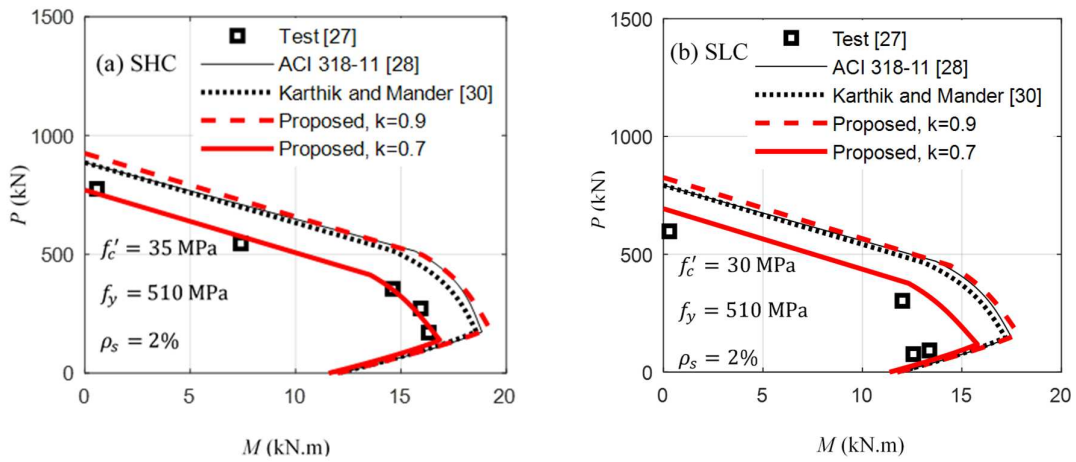 1500
(a) SHC
Test [27]
ACI 318-11 [28]
Karthik and Mander [30]
Proposed, k=0.9
Proposed, k=0.7
1000
P (kN)
500
f′c = 35 MPa
fy = 510 MPa
ρs = 2%
0
0 5 10 15 20
M (kN.m)
1500
(b) SLC
Test [27]
ACI 318-11 [28]
Karthik and Mander [30]
Proposed, k=0.9
Proposed, k=0.7
1000
P (kN)
500
f′c = 30 MPa
fy = 510 MPa
ρs = 2%
0
0 5 10 15 20
M (kN.m)